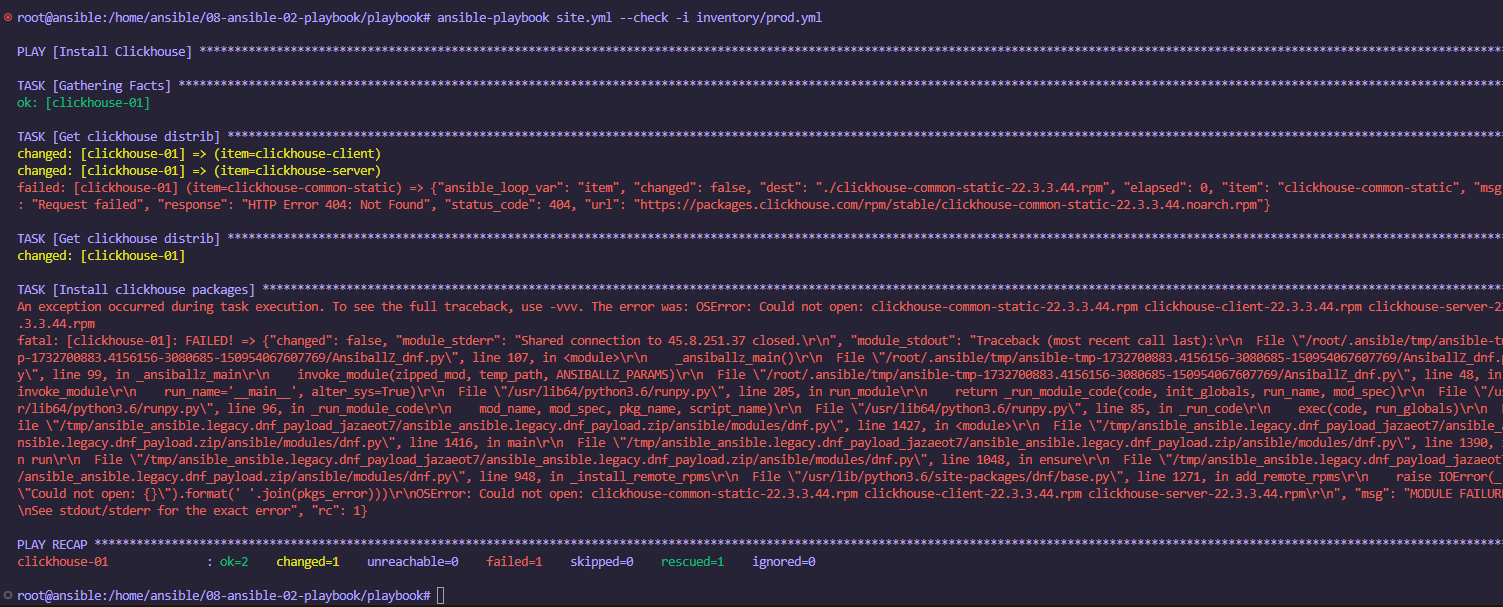 root@ansible:/home/ansible/08-ansible-02-playbook/playbook# ansible-playbook site.yml --check -i inventory/prod.yml
PLAY [Install Clickhouse] ****************************************************************************************************************************************************************************************
TASK [Gathering Facts] *******************************************************************************************************************************************************************************************
ok: [clickhouse-01]
TASK [Get clickhouse distrib] ************************************************************************************************************************************************************************************
changed: [clickhouse-01] => (item=clickhouse-client)
changed: [clickhouse-01] => (item=clickhouse-server)
failed: [clickhouse-01] (item=clickhouse-common-static) => {"ansible_loop_var": "item", "changed": false, "dest": "./clickhouse-common-static-22.3.3.44.rpm", "elapsed": 0, "item": "clickhouse-common-static", "msg
: "Request failed", "response": "HTTP Error 404: Not Found", "status_code": 404, "url": "https://packages.clickhouse.com/rpm/stable/clickhouse-common-static-22.3.3.44.noarch.rpm"}
TASK [Get clickhouse distrib] ************************************************************************************************************************************************************************************
changed: [clickhouse-01]
TASK [Install clickhouse packages] *******************************************************************************************************************************************************************************
An exception occurred during task execution. To see the full traceback, use -vvv. The error was: OSError: Could not open: clickhouse-common-static-22.3.3.44.rpm clickhouse-client-22.3.3.44.rpm clickhouse-server-22
.3.3.44.rpm
fatal: [clickhouse-01]: FAILED! => {"changed": false, "module_stderr": "Shared connection to 45.8.251.37 closed.\r\n", "module_stdout": "Traceback (most recent call last):\r\n  File \"/root/.ansible/tmp/ansible-tm
p-1732700883.4156156-3080685-150954067607769/AnsiballZ_dnf.py\", line 107, in <module>\r\n    _ansiballz_main()\r\n  File \"/root/.ansible/tmp/ansible-tmp-1732700883.4156156-3080685-150954067607769/AnsiballZ_dnf.p
y\", line 99, in _ansiballz_main\r\n    invoke_module(zipped_mod, temp_path, ANSIBALLZ_PARAMS)\r\n  File \"/root/.ansible/tmp/ansible-tmp-1732700883.4156156-3080685-150954067607769/AnsiballZ_dnf.py\", line 48, in
invoke_module\r\n    run_name='__main__', alter_sys=True)\r\n  File \"/usr/lib64/python3.6/runpy.py\", line 205, in run_module\r\n    return _run_module_code(code, init_globals, run_name, mod_spec)\r\n  File \"/us
r/lib64/python3.6/runpy.py\", line 96, in _run_module_code\r\n    mod_name, mod_spec, pkg_name, script_name)\r\n  File \"/usr/lib64/python3.6/runpy.py\", line 85, in _run_code\r\n    exec(code, run_globals)\r\n
ile \"/tmp/ansible_ansible.legacy.dnf_payload_jazaeot7/ansible_ansible.legacy.dnf_payload.zip/ansible/modules/dnf.py\", line 1427, in <module>\r\n  File \"/tmp/ansible_ansible.legacy.dnf_payload_jazaeot7/ansible_a
nsible.legacy.dnf_payload.zip/ansible/modules/dnf.py\", line 1416, in main\r\n  File \"/tmp/ansible_ansible.legacy.dnf_payload_jazaeot7/ansible_ansible.legacy.dnf_payload.zip/ansible/modules/dnf.py\", line 1390,
n run\r\n  File \"/tmp/ansible_ansible.legacy.dnf_payload_jazaeot7/ansible_ansible.legacy.dnf_payload.zip/ansible/modules/dnf.py\", line 1048, in ensure\r\n  File \"/tmp/ansible_ansible.legacy.dnf_payload_jazaeot7
/ansible_ansible.legacy.dnf_payload.zip/ansible/modules/dnf.py\", line 948, in _install_remote_rpms\r\n  File \"/usr/lib/python3.6/site-packages/dnf/base.py\", line 1271, in add_remote_rpms\r\n    raise IOError(_(
\"Could not open: {}\").format(' '.join(pkgs_error)))\r\nOSError: Could not open: clickhouse-common-static-22.3.3.44.rpm clickhouse-client-22.3.3.44.rpm clickhouse-server-22.3.3.44.rpm\r\n", "msg": "MODULE FAILURE
\nSee stdout/stderr for the exact error", "rc": 1}
PLAY RECAP *******************************************************************************************************************************************************************************************************
clickhouse-01 : ok=2 changed=1 unreachable=0 failed=1 skipped=0 rescued=1 ignored=0
root@ansible:/home/ansible/08-ansible-02-playbook/playbook#